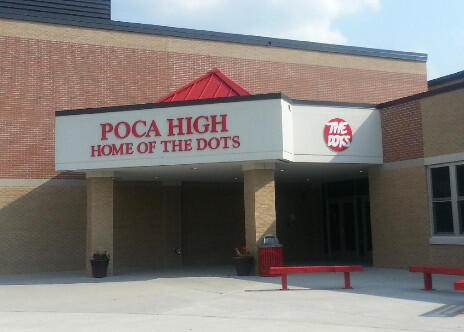 POCA HIGH
HOME OF THE DOTS
THE
DOTS